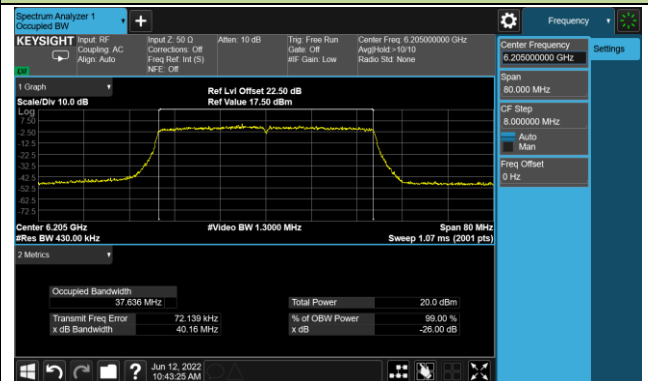 Spectrum Analyzer 1
Occupied BW
Frequency
KEYSIGHT
Input: RF
Coupling: AC
Align: Auto
Input Z: 50 Ω
Corrections: Off
Freq Ref: Int (S)
NFE: Off
Atten: 10 dB
Trig: Free Run
Gate: Off
#IF Gain: Low
Center Freq: 6.205000000 GHz
Avg|Hold:>10/10
Radio Std: None
Center Frequency
6.205000000 GHz
Settings
Span
80.000 MHz
CF Step
8.000000 MHz
Auto
Man
Freq Offset
0 Hz
1 Graph
Scale/Div 10.0 dB
Ref Lvl Offset 22.50 dB
Ref Value 17.50 dBm
Log
7.50
-2.50
-12.5
-22.5
-32.5
-42.5
-52.5
-62.5
-72.5
Center 6.205 GHz
#Res BW 430.00 kHz
#Video BW 1.3000 MHz
Span 80 MHz
Sweep 1.07 ms (2001 pts)
2 Metrics
Occupied Bandwidth
37.636 MHz
Transmit Freq Error 72.139 kHz
x dB Bandwidth 40.16 MHz
Total Power 20.0 dBm
% of OBW Power 99.00 %
x dB -26.00 dB
Jun 12, 2022
10:43:25 AM